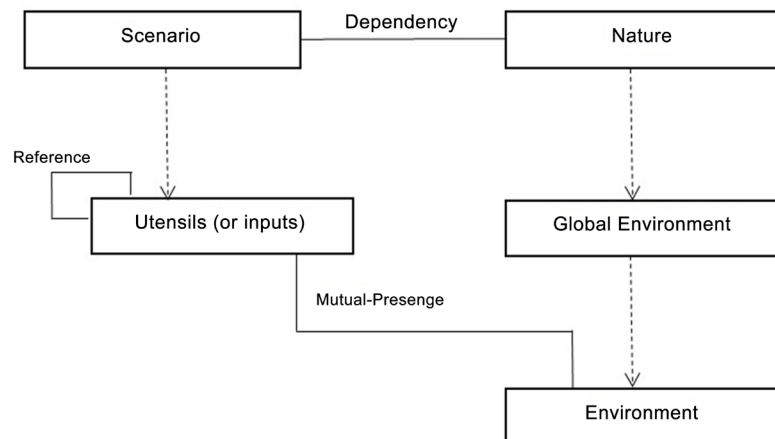 Dependency
Scenario
Nature
Reference
Utensils (or inputs)
Global Environment
Mutual-Presenge
Environment